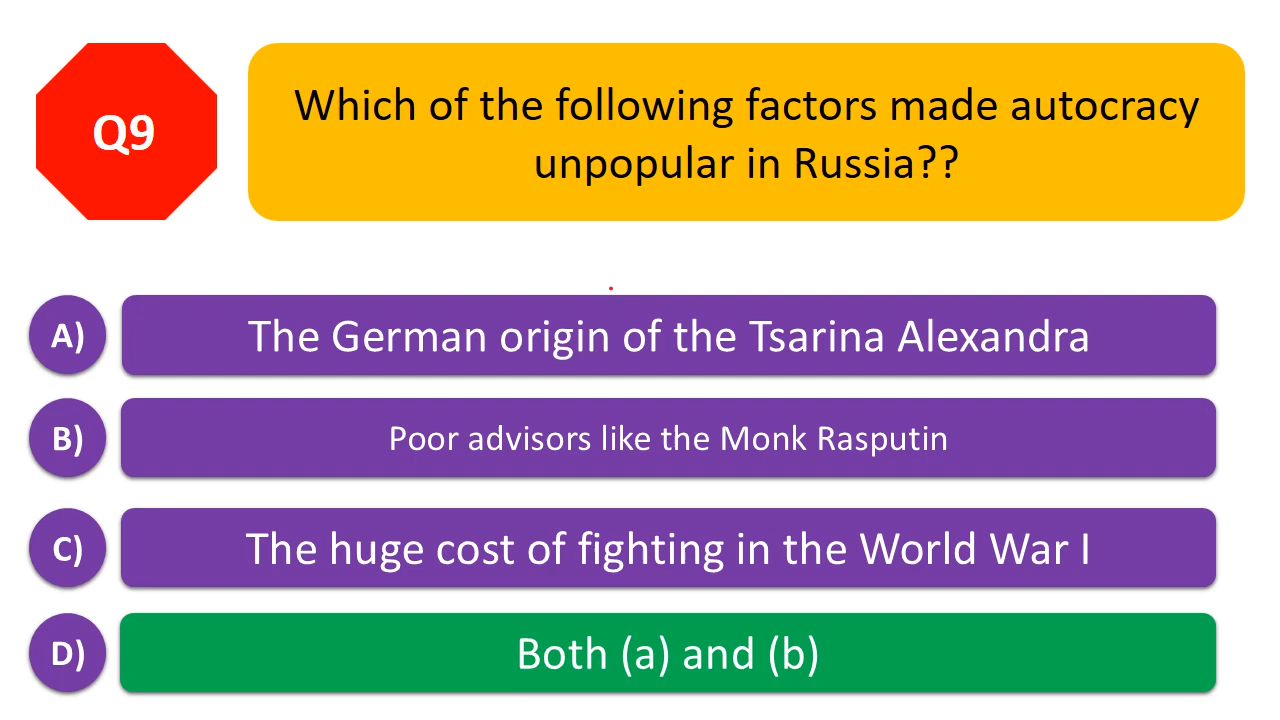 Q9
Which of the following factors made autocracy
unpopular in Russia??
A)
The German origin of the Tsarina Alexandra
B)
Poor advisors like the Monk Rasputin
C)
The huge cost of fighting in the World War I
D)
Both (a) and (b)